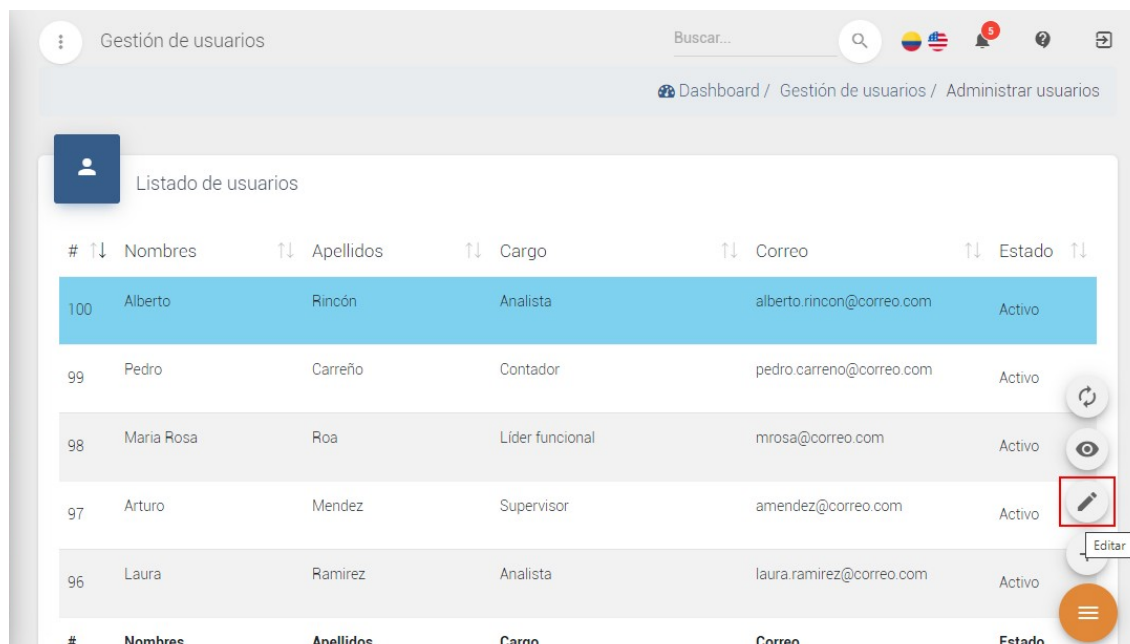 Gestión de usuarios
Buscar...
5
Dashboard / Gestión de usuarios / Administrar usuarios
Listado de usuarios
# Nombres Apellidos Cargo Correo Estado
100 Alberto Rincón Analista alberto.rincon@correo.com Activo
99 Pedro Carreño Contador pedro.carreno@correo.com Activo
98 Maria Rosa Roa Líder funcional mrosa@correo.com Activo
97 Arturo Mendez Supervisor amendez@correo.com Activo
Editar
96 Laura Ramirez Analista laura.ramirez@correo.com Activo
# Nombres Apellidos Cargo Correo Estado